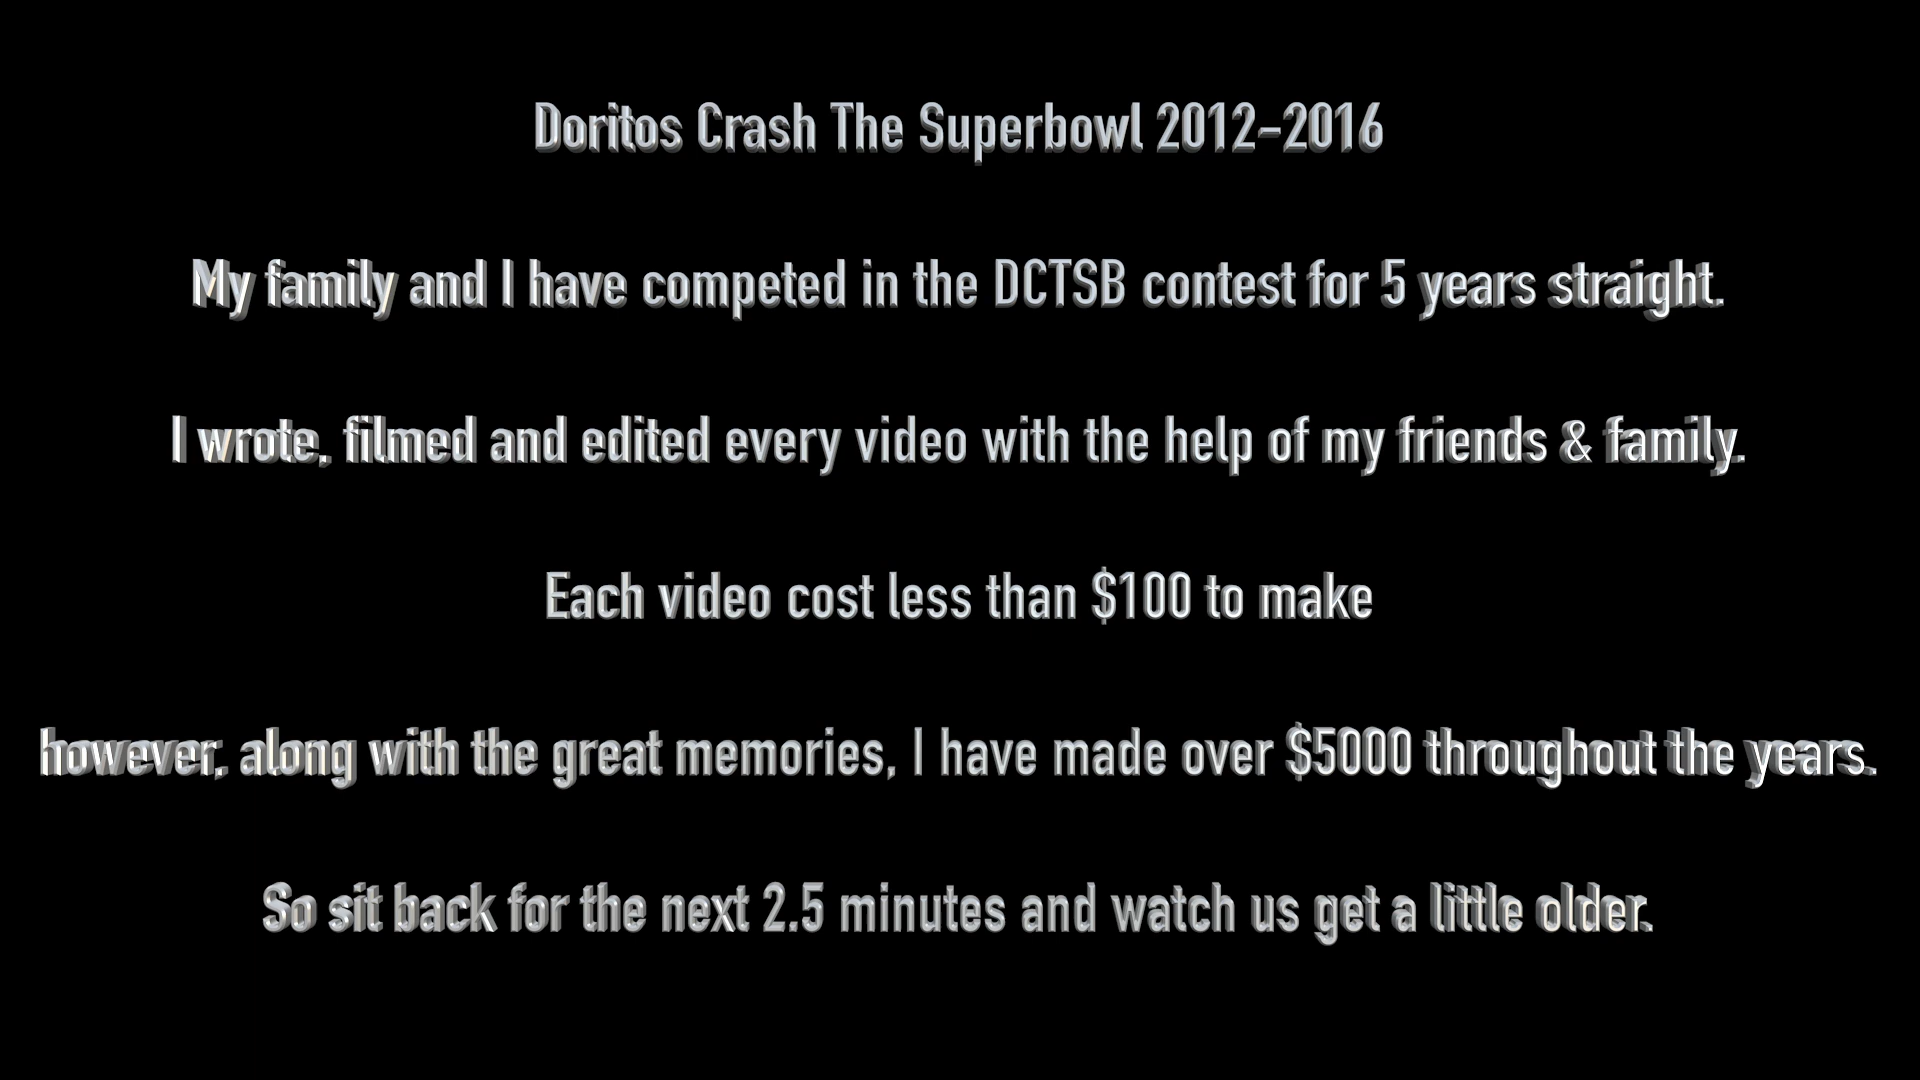 Doritos Crash The Superbowl 2012-2016
My family and I have competed in the DCTSB contest for 5 years straight.
I wrote, filmed and edited every video with the help of my friends & family.
Each video cost less than $100 to make
however, along with the great memories, I have made over $5000 throughout the years.
So sit back for the next 2.5 minutes and watch us get a little older.